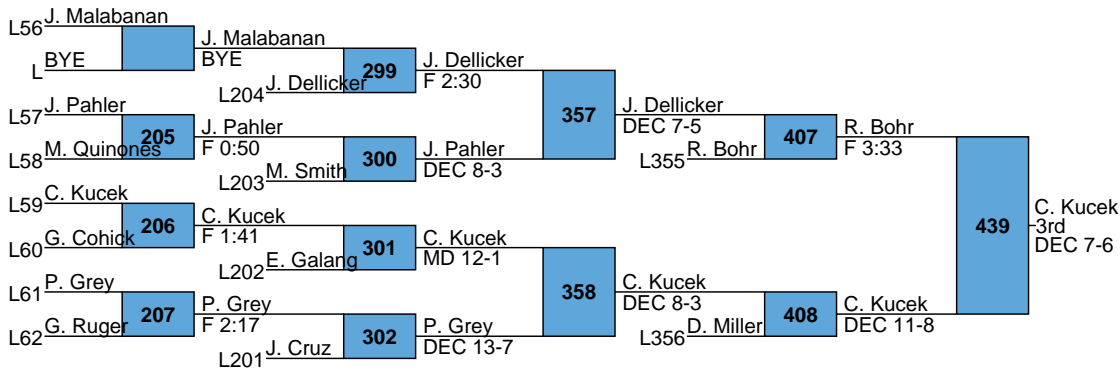 L56 J. Malabanan
L BYE
J. Malabanan
BYE
299
L204 J. Dellicker
J. Dellicker
F 2:30
L57 J. Pahler
205
L58 M. Quinones
J. Pahler
F 0:50
300
L203 M. Smith
J. Pahler
DEC 8-3
357
J. Dellicker
DEC 7-5
407
L355 R. Bohr
R. Bohr
F 3:33
L59 C. Kucek
206
L60 G. Cohick
C. Kucek
F 1:41
301
L202 E. Galang
C. Kucek
MD 12-1
L61 P. Grey
207
L62 G. Ruger
P. Grey
F 2:17
302
L201 J. Cruz
P. Grey
DEC 13-7
358
C. Kucek
DEC 8-3
408
L356 D. Miller
C. Kucek
DEC 11-8
439
C. Kucek
3rd
DEC 7-6